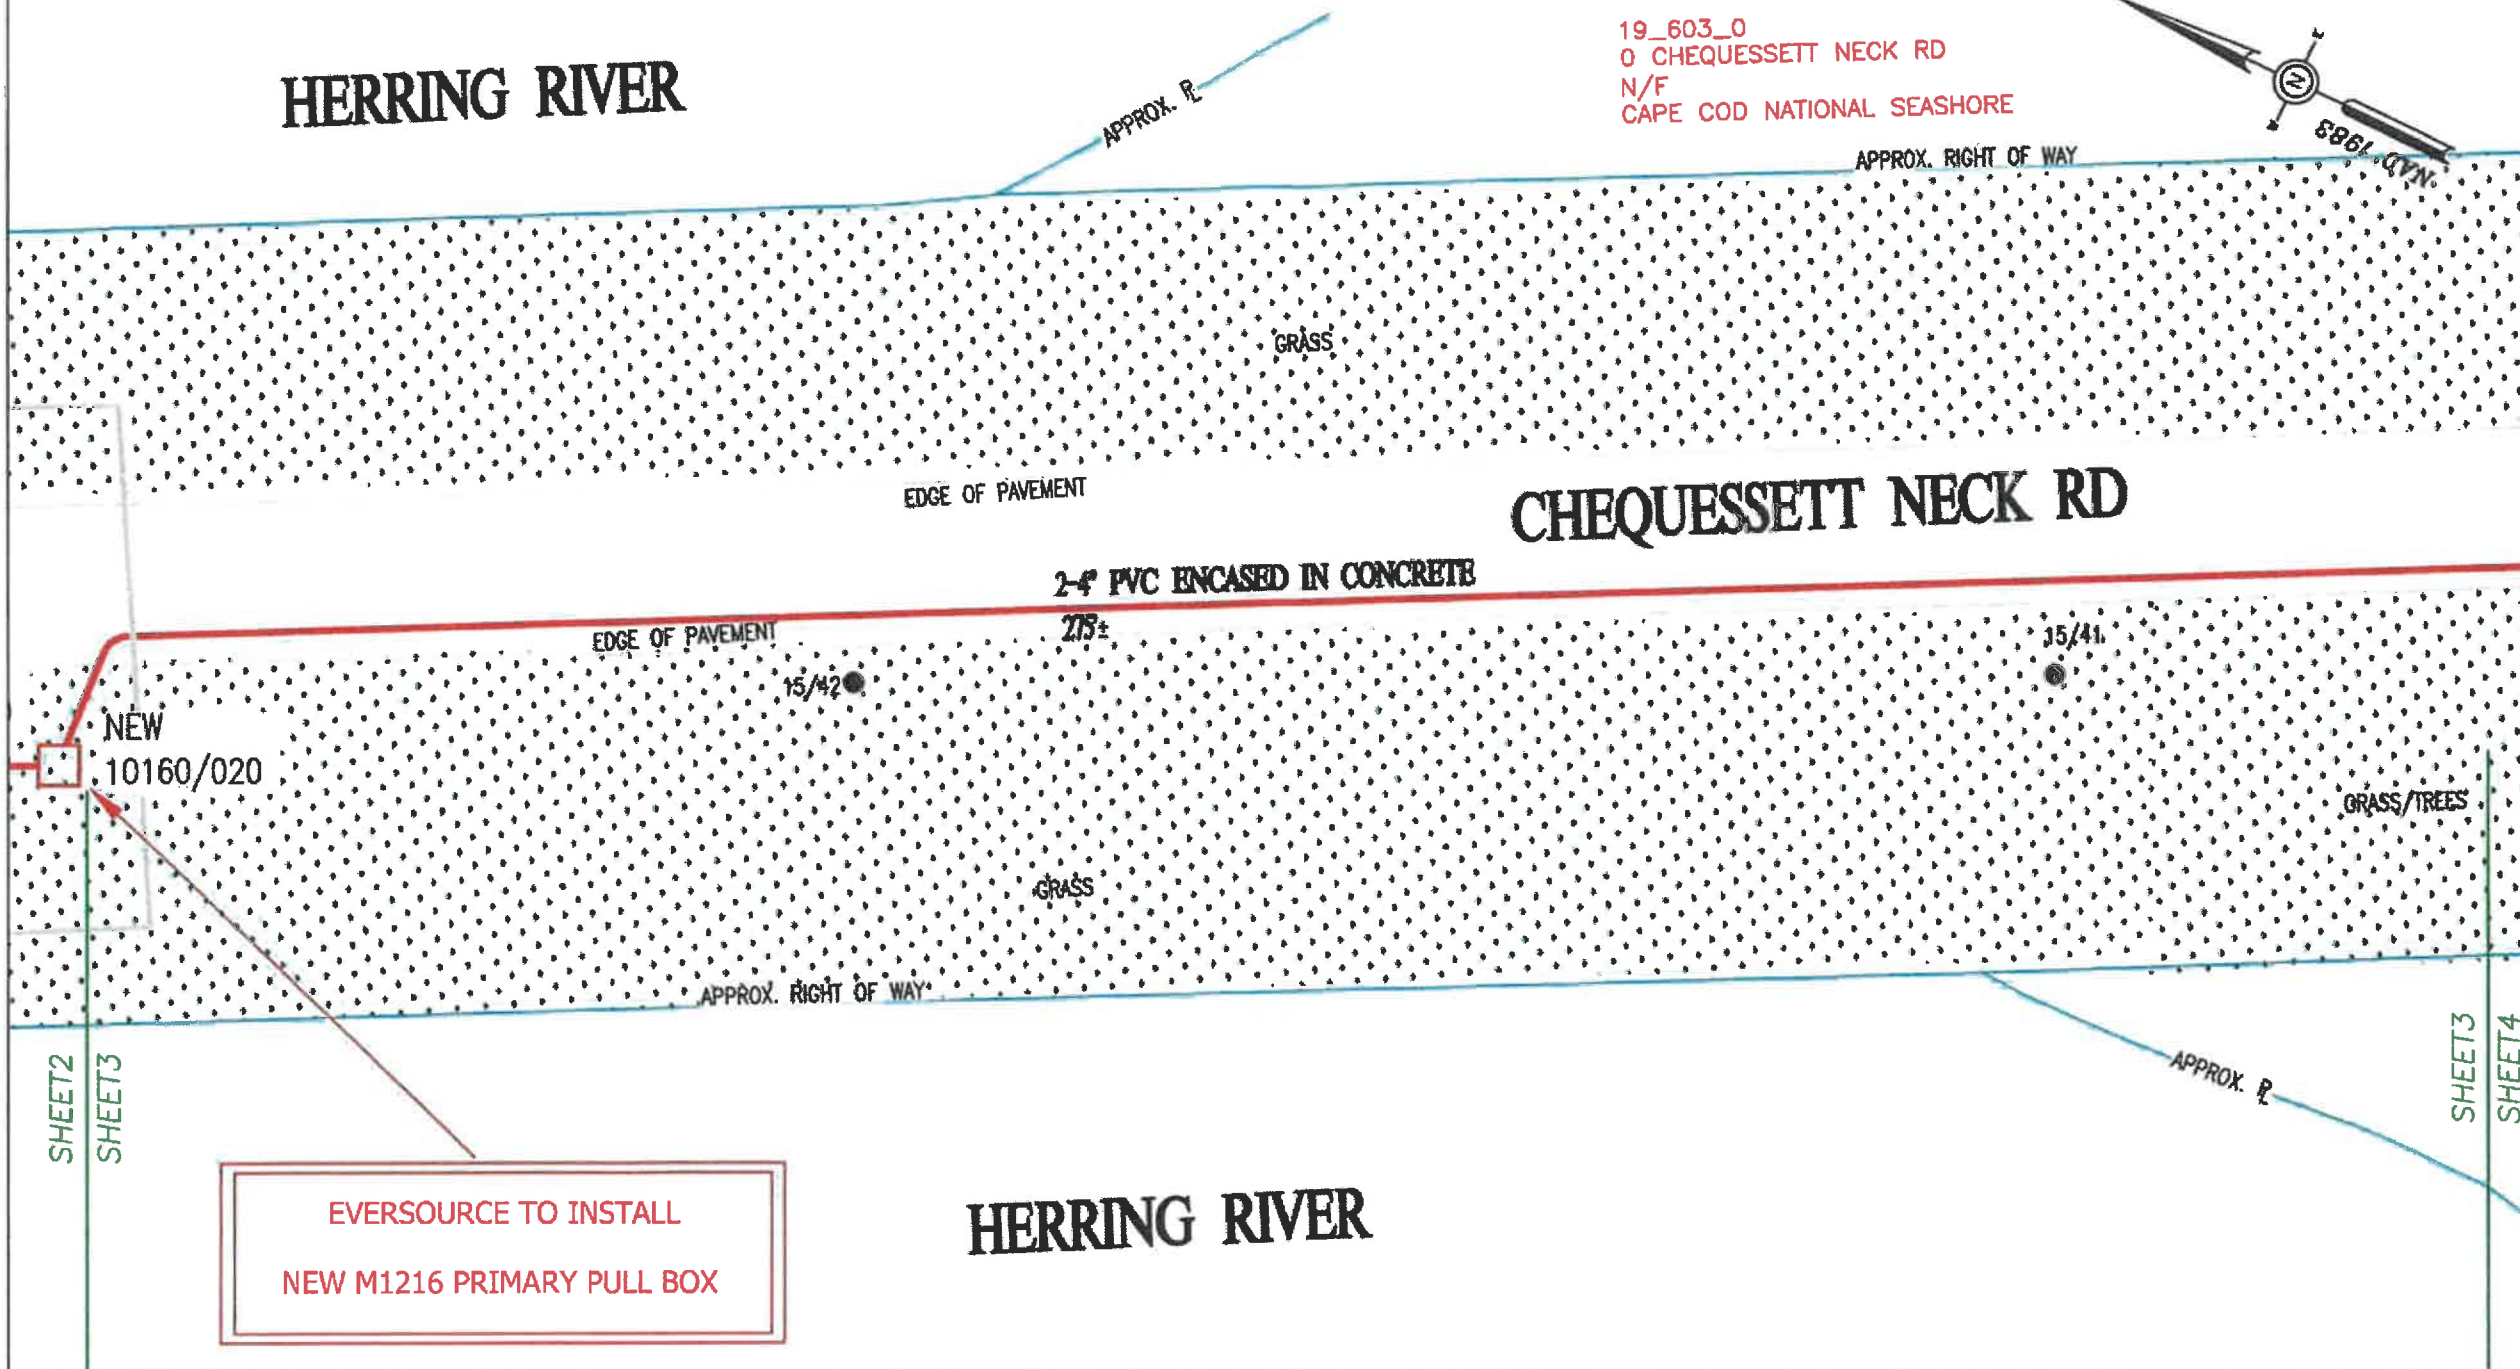 19_603_0
0 CHEQUESSETT NECK RD
N/F
CAPE COD NATIONAL SEASHORE
HERRING RIVER
APPROX. ℄
N
NAD 1983
APPROX. RIGHT OF WAY
GRASS
EDGE OF PAVEMENT
CHEQUESSETT NECK RD
2-4" PVC ENCASED IN CONCRETE
275'±
EDGE OF PAVEMENT
15/42
15/41
NEW
10160/020
GRASS/TREES
GRASS
APPROX. RIGHT OF WAY
SHEET2
SHEET3
APPROX. ℄
SHEET3
SHEET4
EVERSOURCE TO INSTALL
NEW M1216 PRIMARY PULL BOX
HERRING RIVER